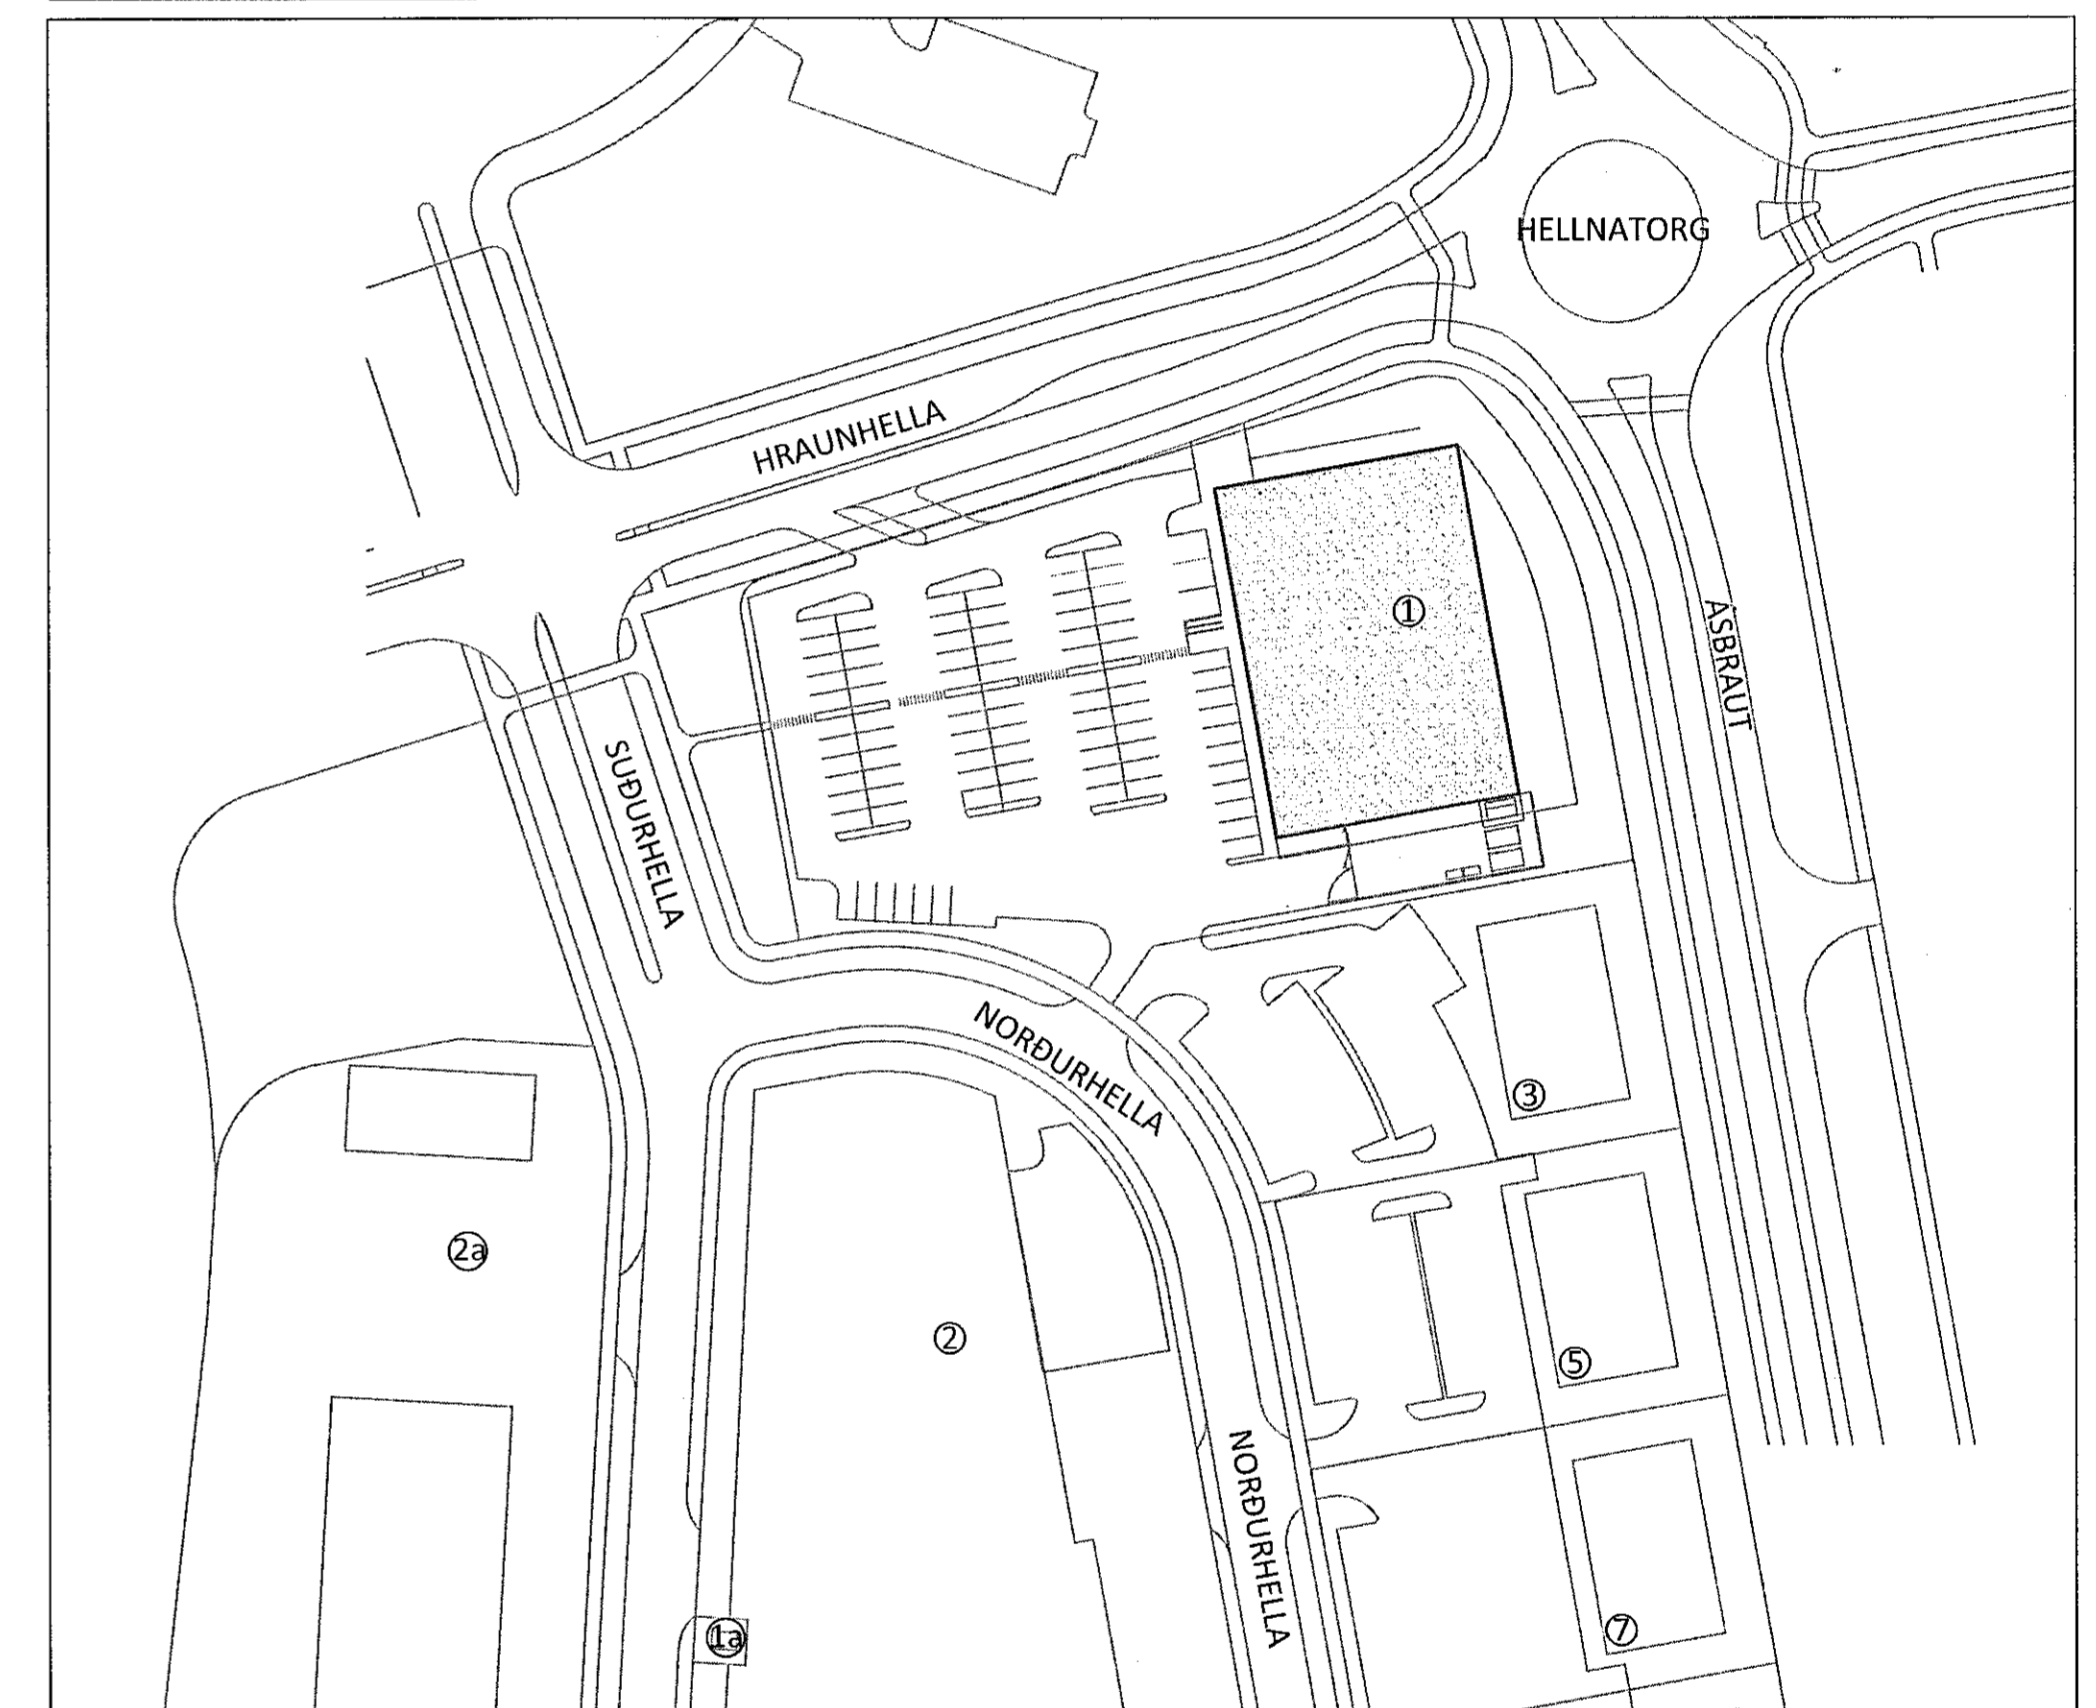 HELLNATORG
HRAUNHELLA
①
ÁSBRAUT
SUÐURHELLA
NORÐURHELLA
③
2a
②
⑤
NORÐURHELLA
1a
⑦